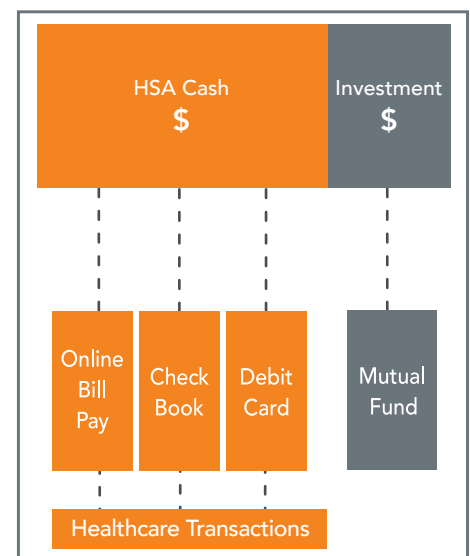 HSA Cash
$
Investment
$
Online
Bill
Pay
Check
Book
Debit
Card
Mutual
Fund
Healthcare Transactions